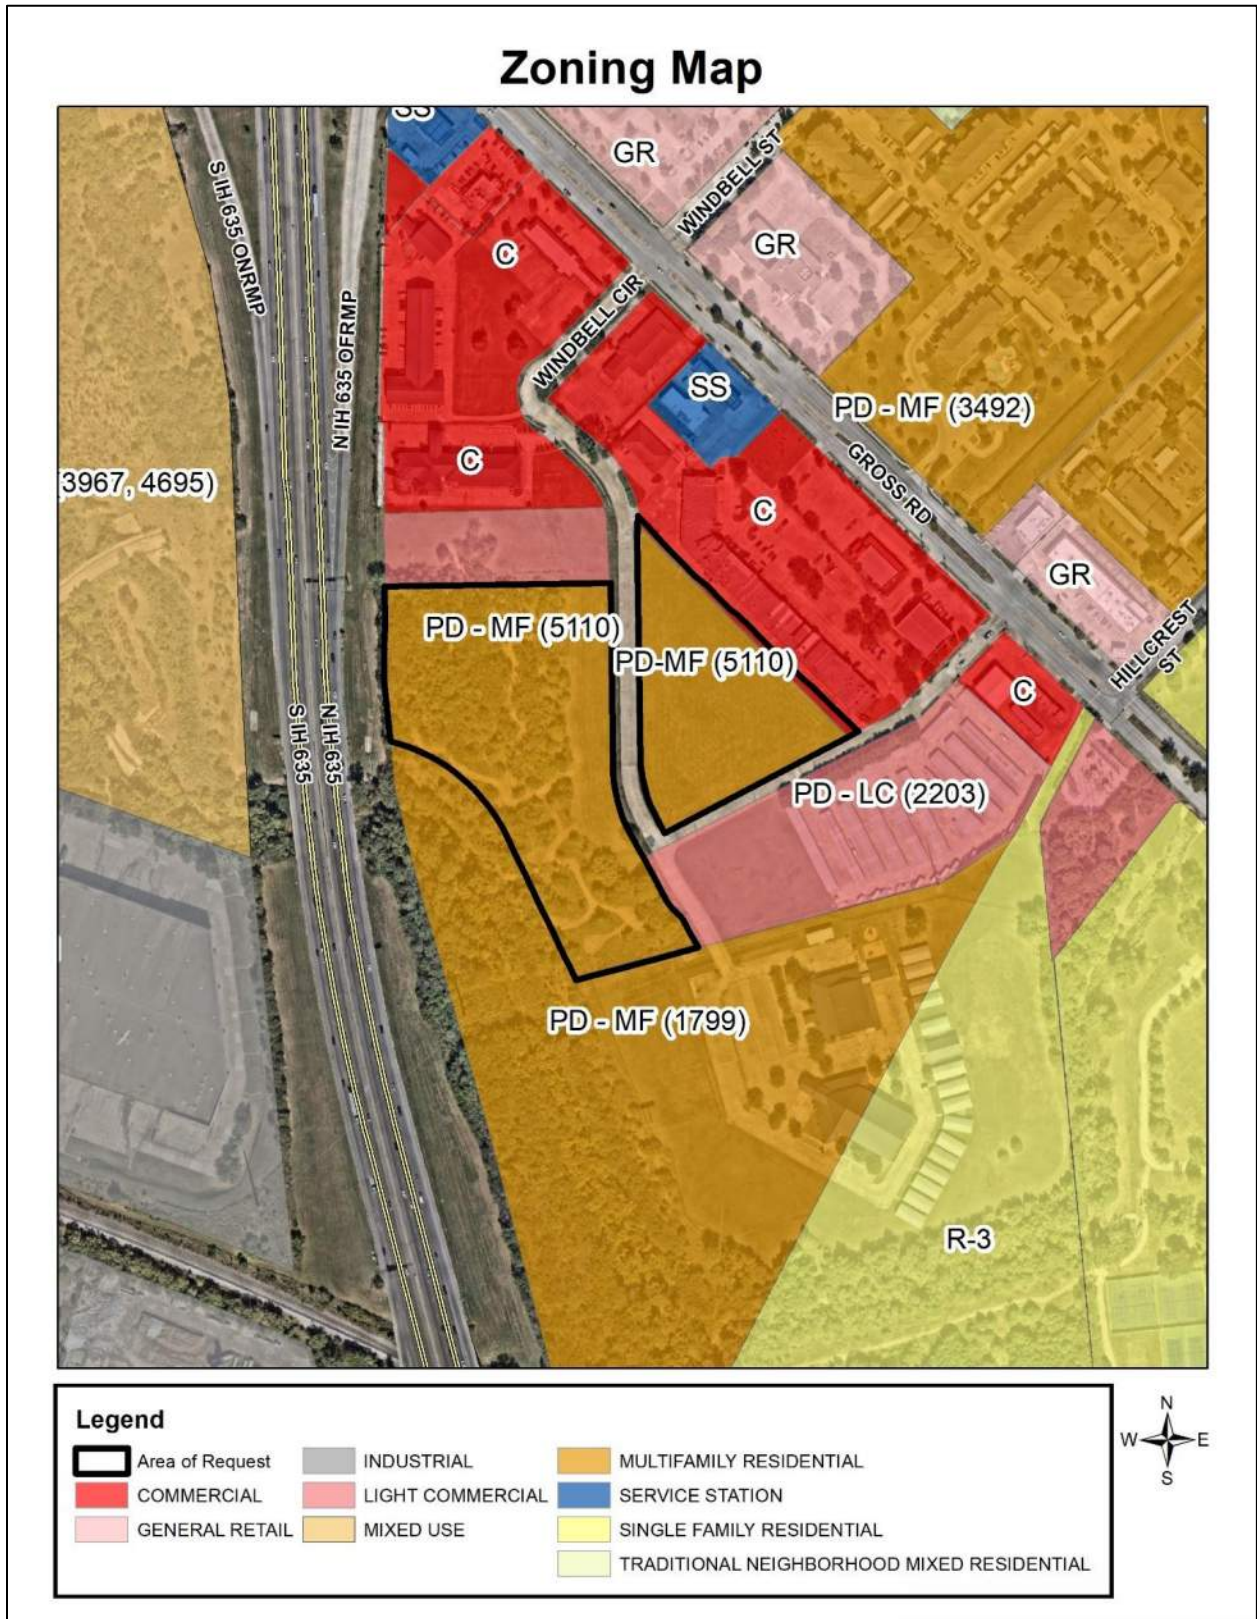 Zoning Map
SS
GR
WINDBELL ST
S IH 635 ONRMP
GR
C
N IH 635 OFRMP
WINDBELL CIR
SS
PD - MF (3492)
C
GROSS RD
(3967, 4695)
C
GR
HILLCREST
ST
PD - MF (5110)
PD-MF (5110)
C
S IH 635
N IH 635
PD - LC (2203)
PD - MF (1799)
R-3
Legend
Area of Request
COMMERCIAL
GENERAL RETAIL
INDUSTRIAL
LIGHT COMMERCIAL
MIXED USE
MULTIFAMILY RESIDENTIAL
SERVICE STATION
SINGLE FAMILY RESIDENTIAL
TRADITIONAL NEIGHBORHOOD MIXED RESIDENTIAL
N
W E
S